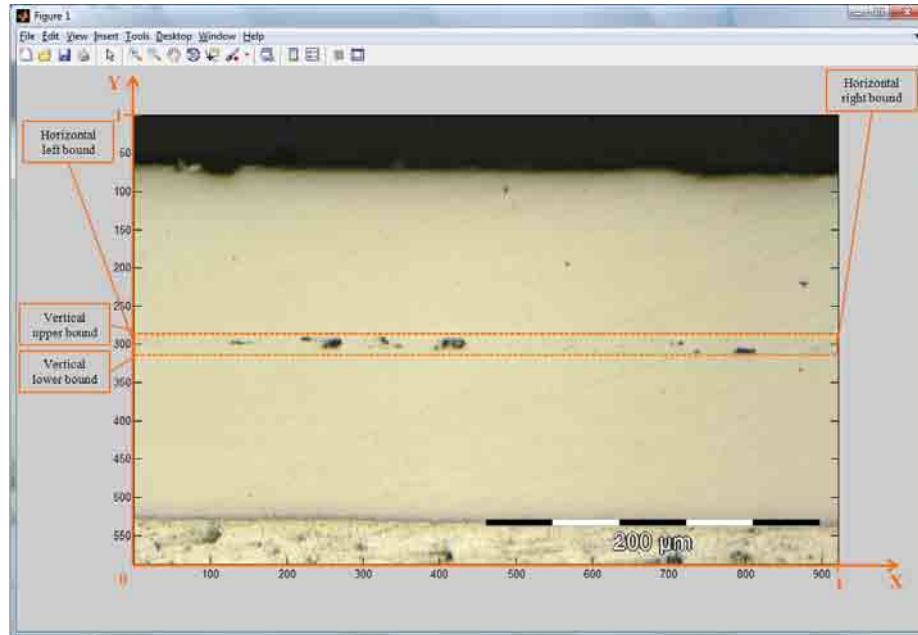 Figure 1
File Edit View Insert Tools Desktop Window Help
Y
Horizontal
right bound
1
Horizontal
left bound
50
100
150
200
250
Vertical
upper bound
300
Vertical
lower bound
350
400
450
500
550
200 µm
0
100 200 300 400 500 600 700 800 900
1
X